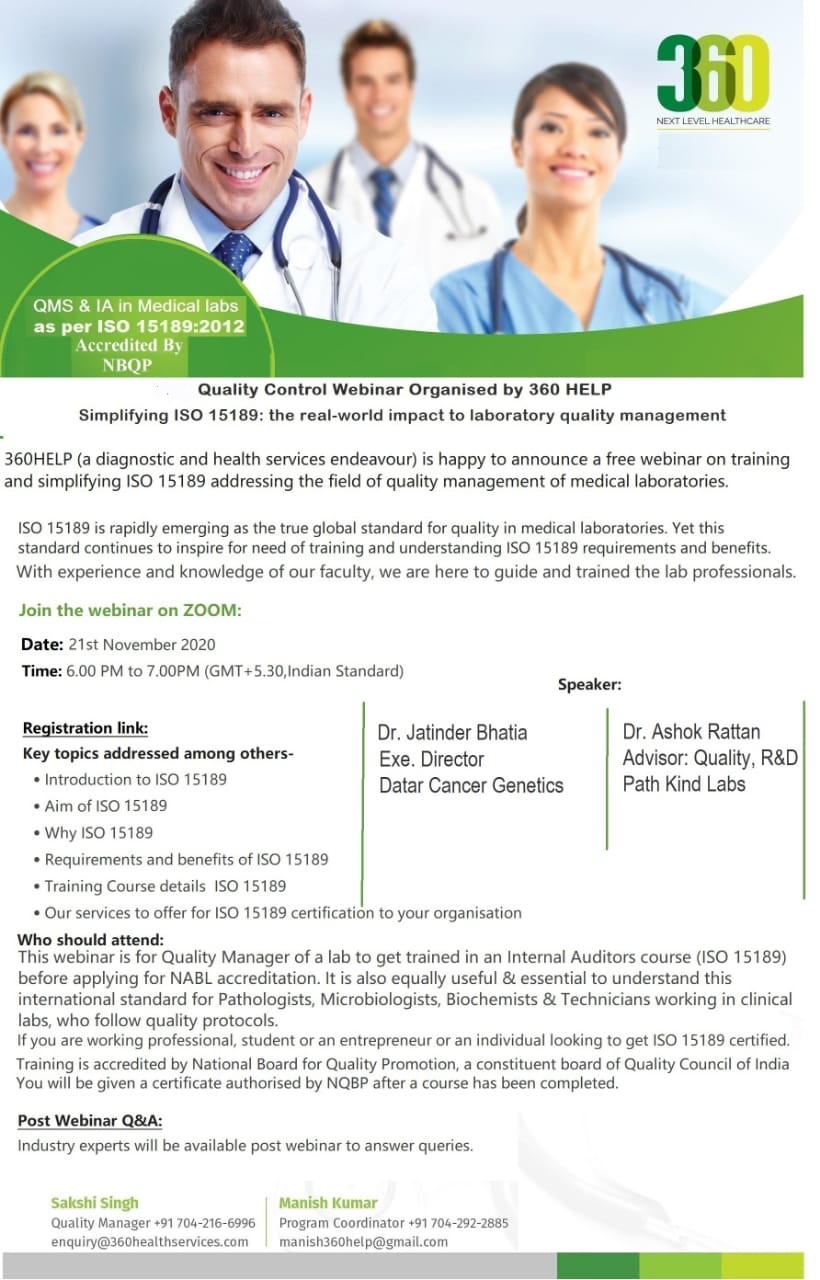 360
NEXT LEVEL HEALTHCARE
QMS & IA in Medical labs
as per ISO 15189:2012
Accredited By
NBQP
Quality Control Webinar Organised by 360 HELP
Simplifying ISO 15189: the real-world impact to laboratory quality management
360HELP (a diagnostic and health services endeavour) is happy to announce a free webinar on training
and simplifying ISO 15189 addressing the field of quality management of medical laboratories.
ISO 15189 is rapidly emerging as the true global standard for quality in medical laboratories. Yet this
standard continues to inspire for need of training and understanding ISO 15189 requirements and benefits.
With experience and knowledge of our faculty, we are here to guide and trained the lab professionals.
Join the webinar on ZOOM:
Date: 21st November 2020
Time: 6.00 PM to 7.00PM (GMT+5.30,Indian Standard)
Speaker:
Dr. Jatinder Bhatia
Exe. Director
Datar Cancer Genetics
Dr. Ashok Rattan
Advisor: Quality, R&D
Path Kind Labs
Registration link:
Key topics addressed among others-
• Introduction to ISO 15189
• Aim of ISO 15189
• Why ISO 15189
• Requirements and benefits of ISO 15189
• Training Course details ISO 15189
• Our services to offer for ISO 15189 certification to your organisation
Who should attend:
This webinar is for Quality Manager of a lab to get trained in an Internal Auditors course (ISO 15189)
before applying for NABL accreditation. It is also equally useful & essential to understand this
international standard for Pathologists, Microbiologists, Biochemists & Technicians working in clinical
labs, who follow quality protocols.
If you are working professional, student or an entrepreneur or an individual looking to get ISO 15189 certified.
Training is accredited by National Board for Quality Promotion, a constituent board of Quality Council of India
You will be given a certificate authorised by NQBP after a course has been completed.
Post Webinar Q&A:
Industry experts will be available post webinar to answer queries.
Sakshi Singh
Quality Manager +91 704-216-6996
enquiry@360healthservices.com
Manish Kumar
Program Coordinator +91 704-292-2885
manish360help@gmail.com